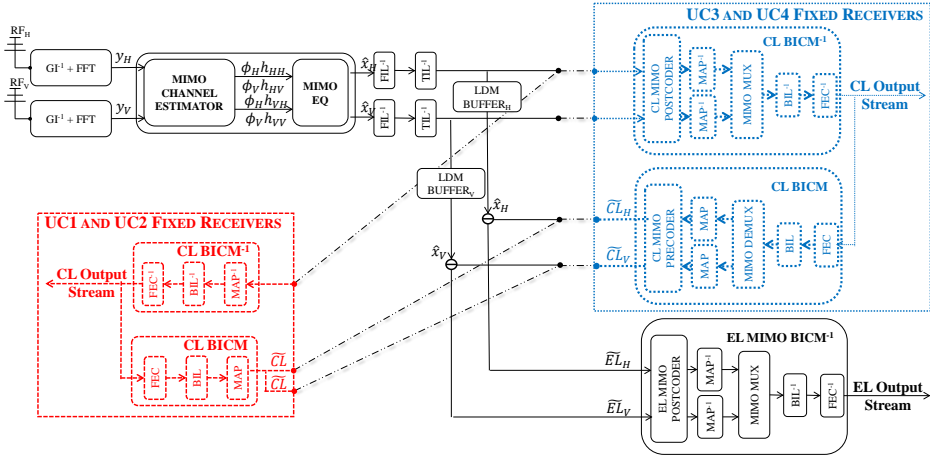 RF_H
GI⁻¹ + FFT
y_H
RF_V
GI⁻¹ + FFT
y_V
MIMO
CHANNEL
ESTIMATOR
ϕ_H h_HH
ϕ_V h_HV
ϕ_H h_VH
ϕ_V h_VV
MIMO
EQ
x̂_H
x̂_V
FIL⁻¹
TIL⁻¹
FIL⁻¹
TIL⁻¹
LDM
BUFFER_H
LDM
BUFFER_V
x̂_H
x̂_V
UC3 AND UC4 FIXED RECEIVERS
CL BICM⁻¹
CL MIMO
POSTCODER
MAP⁻¹
MAP⁻¹
MIMO MUX
BIL⁻¹
FEC⁻¹
CL Output
Stream
CL BICM
C̃L_H
C̃L_V
CL MIMO
PRECODER
MAP
MAP
MIMO DEMUX
BIL
FEC
UC1 AND UC2 FIXED RECEIVERS
CL BICM⁻¹
CL Output
Stream
FEC⁻¹
BIL⁻¹
MAP⁻¹
CL BICM
FEC
BIL
MAP
C̃L
C̃L
EL MIMO BICM⁻¹
ẼL_H
ẼL_V
EL MIMO
POSTCODER
MAP⁻¹
MAP⁻¹
MIMO MUX
BIL⁻¹
FEC⁻¹
EL Output
Stream